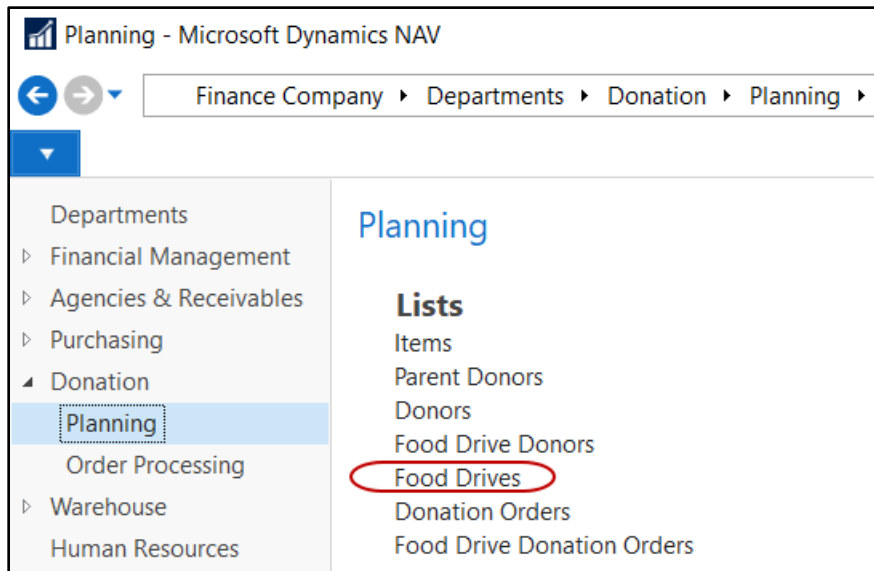 Planning - Microsoft Dynamics NAV
Finance Company Departments Donation Planning
Departments
Financial Management
Agencies & Receivables
Purchasing
Donation
Planning
Order Processing
Warehouse
Human Resources
Planning
Lists
Items
Parent Donors
Donors
Food Drive Donors
Food Drives
Donation Orders
Food Drive Donation Orders